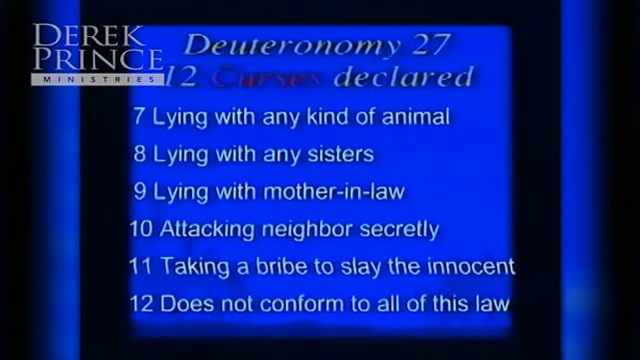 DEREK
PRINCE
MINISTRIES
Deuteronomy 27
12 Curses declared
7 Lying with any kind of animal
8 Lying with any sisters
9 Lying with mother-in-law
10 Attacking neighbor secretly
11 Taking a bribe to slay the innocent
12 Does not conform to all of this law